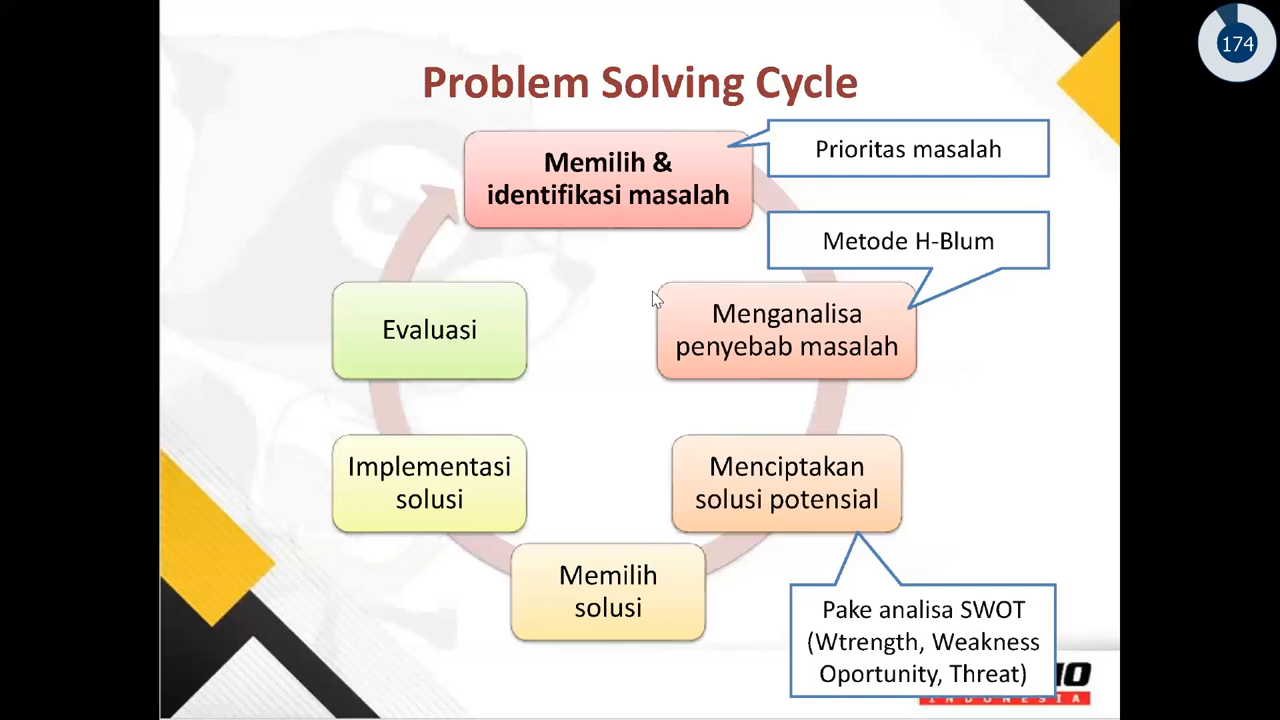 174
Problem Solving Cycle
Memilih &
identifikasi masalah
Prioritas masalah
Metode H-Blum
Menganalisa
penyebab masalah
Menciptakan
solusi potensial
Pake analisa SWOT
(Wtrength, Weakness
Oportunity, Threat)
Memilih
solusi
Implementasi
solusi
Evaluasi
INDONESIA